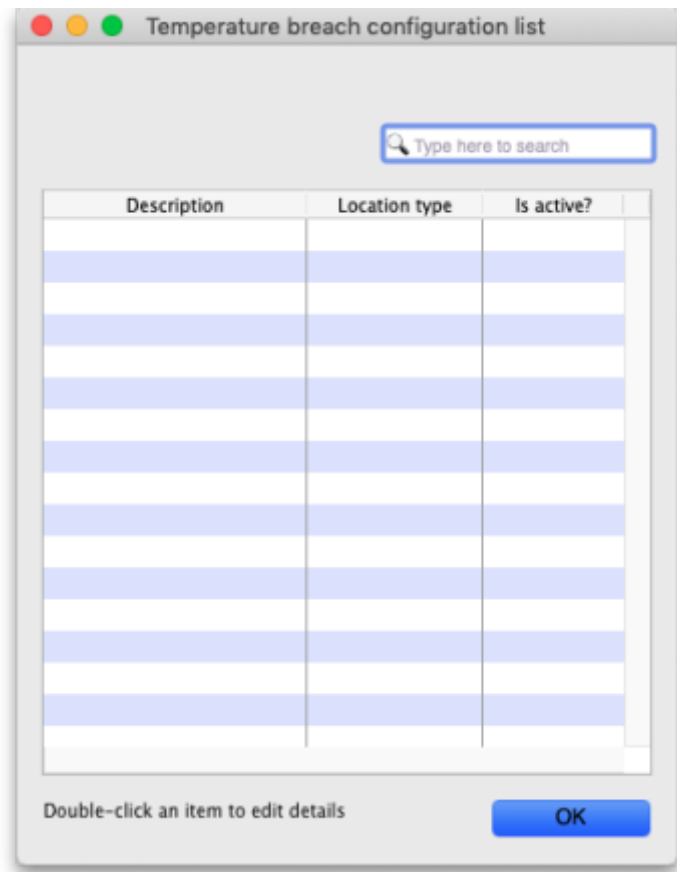 Temperature breach configuration list
Type here to search
Description Location type Is active?
Double-click an item to edit details
OK